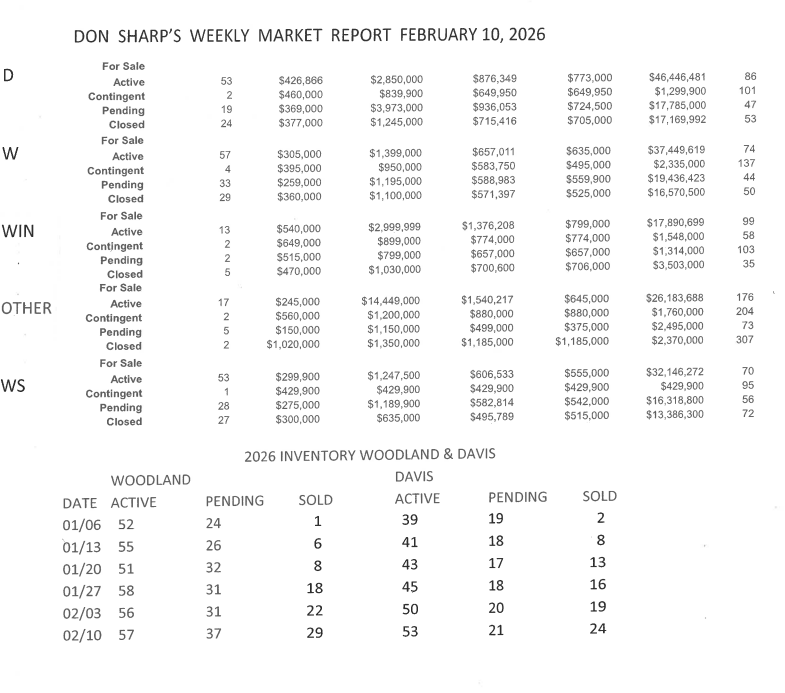 DON SHARP'S WEEKLY MARKET REPORT FEBRUARY 10, 2026
D
For Sale
Active 53 $426,866 $2,850,000 $876,349 $773,000 $46,446,481 86
Contingent 2 $460,000 $839,900 $649,950 $649,950 $1,299,900 101
Pending 19 $369,000 $3,973,000 $936,053 $724,500 $17,785,000 47
Closed 24 $377,000 $1,245,000 $715,416 $705,000 $17,169,992 53
W
For Sale
Active 57 $305,000 $1,399,000 $657,011 $635,000 $37,449,619 74
Contingent 4 $395,000 $950,000 $583,750 $495,000 $2,335,000 137
Pending 33 $259,000 $1,195,000 $588,983 $559,900 $19,436,423 44
Closed 29 $360,000 $1,100,000 $571,397 $525,000 $16,570,500 50
WIN
For Sale
Active 13 $540,000 $2,999,999 $1,376,208 $799,000 $17,890,699 99
Contingent 2 $649,000 $899,000 $774,000 $774,000 $1,548,000 58
Pending 2 $515,000 $799,000 $657,000 $657,000 $1,314,000 103
Closed 5 $470,000 $1,030,000 $700,600 $706,000 $3,503,000 35
OTHER
For Sale
Active 17 $245,000 $14,449,000 $1,540,217 $645,000 $26,183,688 176
Contingent 2 $560,000 $1,200,000 $880,000 $880,000 $1,760,000 204
Pending 5 $150,000 $1,150,000 $499,000 $375,000 $2,495,000 73
Closed 2 $1,020,000 $1,350,000 $1,185,000 $1,185,000 $2,370,000 307
WS
For Sale
Active 53 $299,900 $1,247,500 $606,533 $555,000 $32,146,272 70
Contingent 1 $429,900 $429,900 $429,900 $429,900 $429,900 95
Pending 28 $275,000 $1,189,900 $582,814 $542,000 $16,318,800 56
Closed 27 $300,000 $635,000 $495,789 $515,000 $13,386,300 72
2026 INVENTORY WOODLAND & DAVIS
WOODLAND DAVIS
DATE ACTIVE PENDING SOLD ACTIVE PENDING SOLD
01/06 52 24 1 39 19 2
01/13 55 26 6 41 18 8
01/20 51 32 8 43 17 13
01/27 58 31 18 45 18 16
02/03 56 31 22 50 20 19
02/10 57 37 29 53 21 24